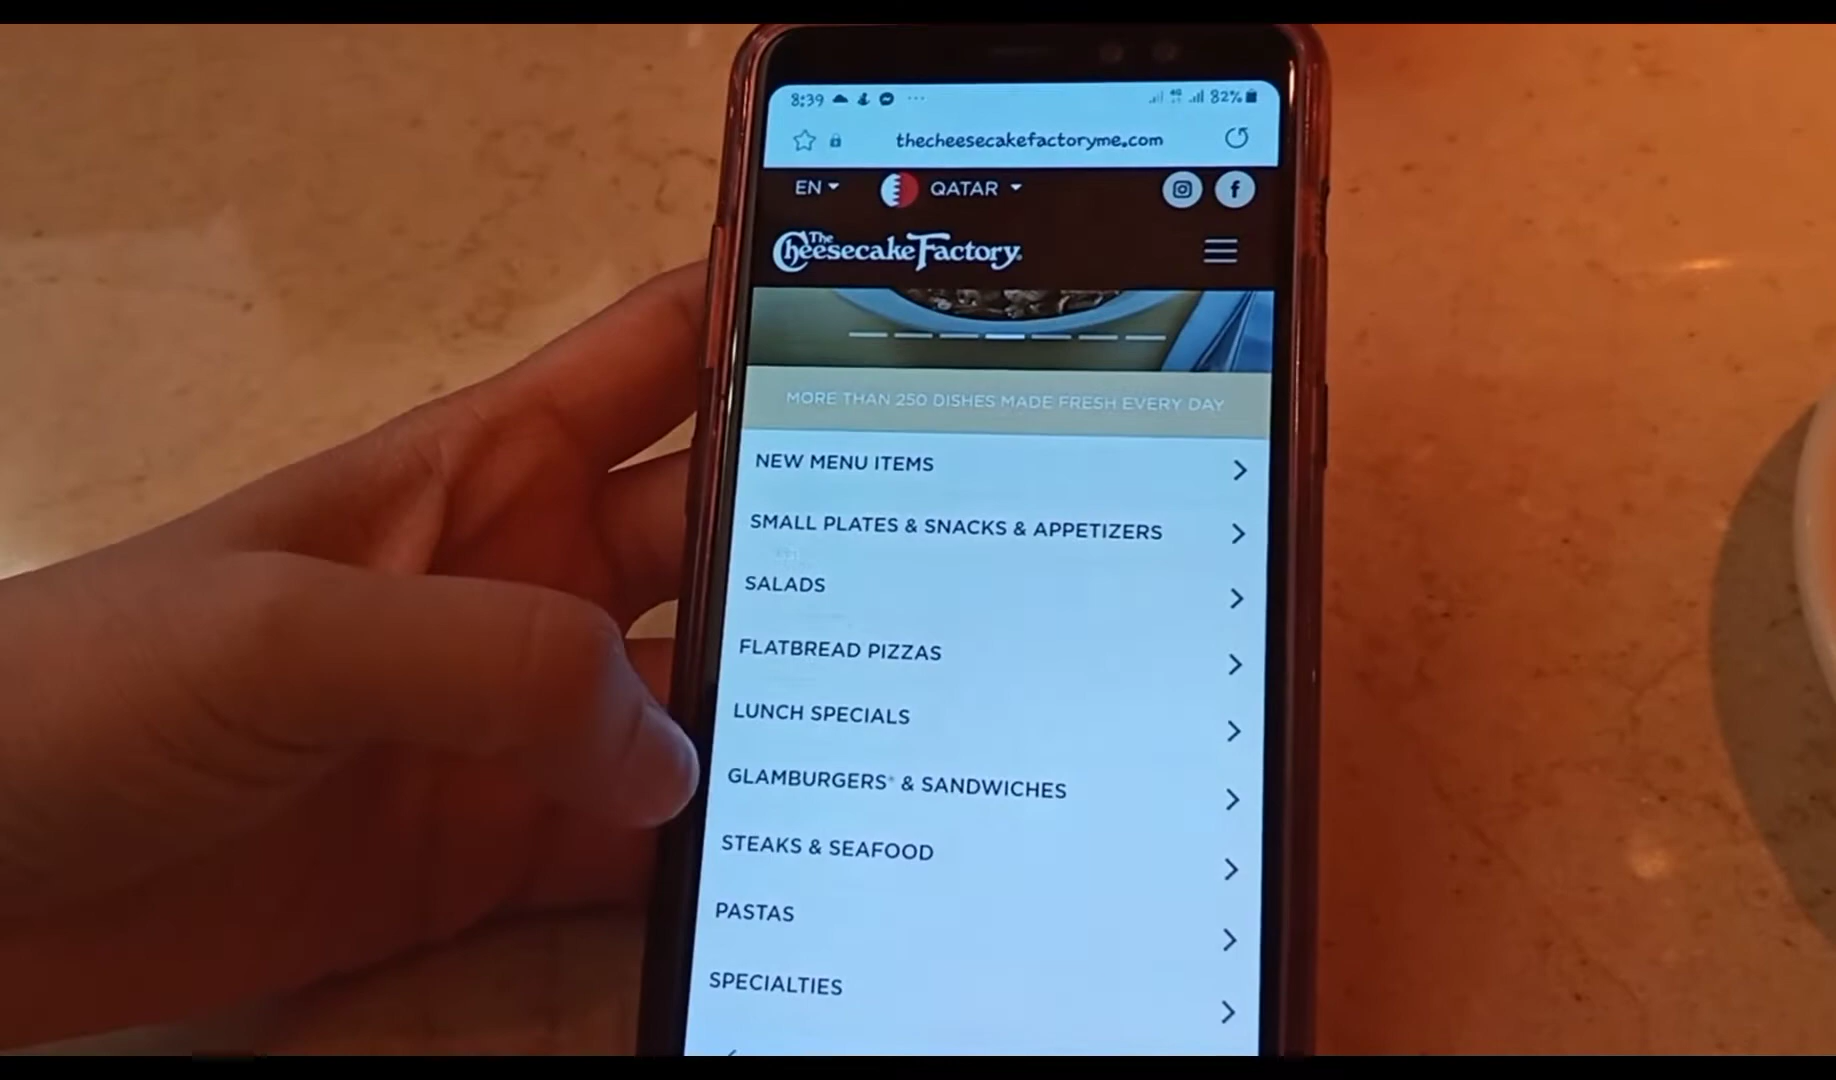 8:39 ... 4G 82%
thecheesecakefactoryme.com
EN QATAR
The Cheesecake Factory
MORE THAN 250 DISHES MADE FRESH EVERY DAY
NEW MENU ITEMS
SMALL PLATES & SNACKS & APPETIZERS
SALADS
FLATBREAD PIZZAS
LUNCH SPECIALS
GLAMBURGERS® & SANDWICHES
STEAKS & SEAFOOD
PASTAS
SPECIALTIES